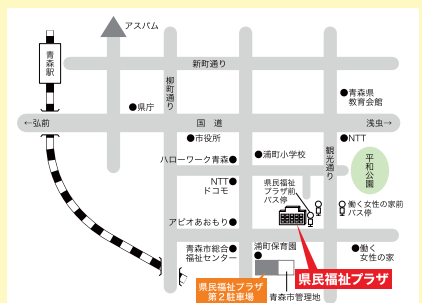 アスパム
青森駅
新町通り
柳町通り
●県庁
●青森県
教育会館
←弘前
国道
浅虫→
●市役所
観光通り
●NTT
ハローワーク青森●
●浦町小学校
平和公園
NTT●
ドコモ
県民福祉
プラザ前
バス停
働く女性の家前
バス停
アピオあおもり●
青森市総合●
福祉センター
浦町保育園
●
●働く
女性の家
県民福祉プラザ
県民福祉プラザ
第2駐車場
青森市管理地